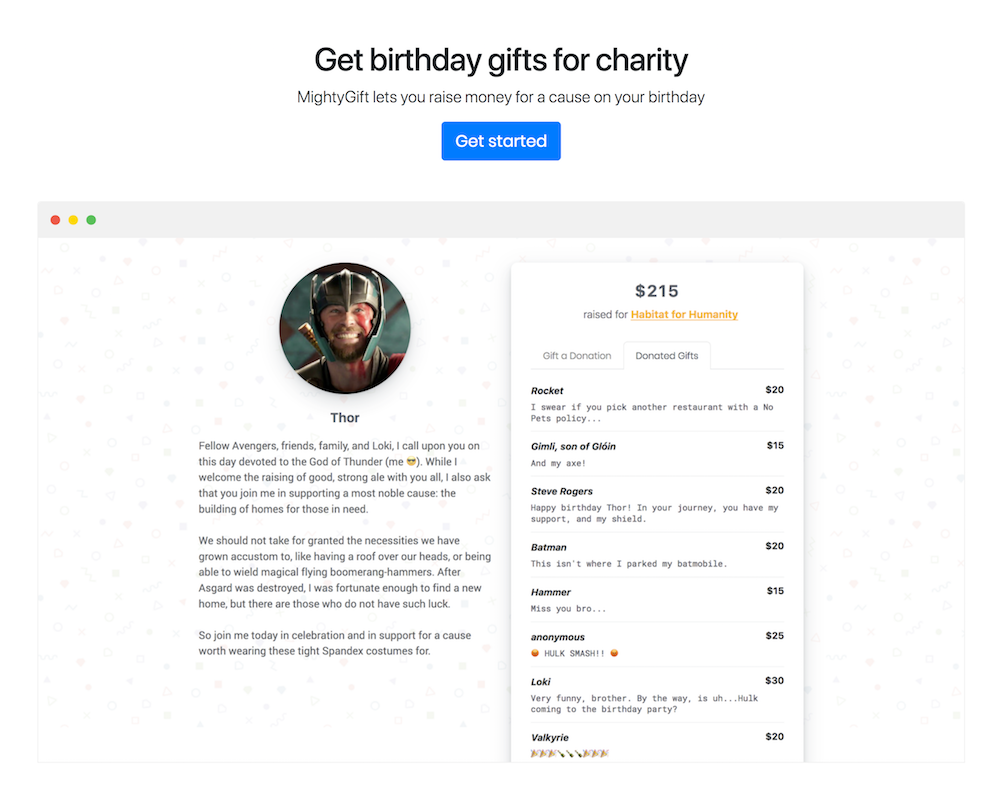 Get birthday gifts for charity
MightyGift lets you raise money for a cause on your birthday
Get started
Thor
Fellow Avengers, friends, family, and Loki, I call upon you on
this day devoted to the God of Thunder (me 😎). While I
welcome the raising of good, strong ale with you all, I also ask
that you join me in supporting a most noble cause: the
building of homes for those in need.
We should not take for granted the necessities we have
grown accustom to, like having a roof over our heads, or being
able to wield magical flying boomerang-hammers. After
Asgard was destroyed, I was fortunate enough to find a new
home, but there are those who do not have such luck.
So join me today in celebration and in support for a cause
worth wearing these tight Spandex costumes for.
$215
raised for Habitat for Humanity
Gift a Donation Donated Gifts
Rocket $20
I swear if you pick another restaurant with a No
Pets policy...
Gimli, son of Glóin $15
And my axe!
Steve Rogers $20
Happy birthday Thor! In your journey, you have my
support, and my shield.
Batman $20
This isn't where I parked my batmobile.
Hammer $15
Miss you bro...
anonymous $25
HULK SMASH!!
Loki $30
Very funny, brother. By the way, is uh...Hulk
coming to the birthday party?
Valkyrie $20